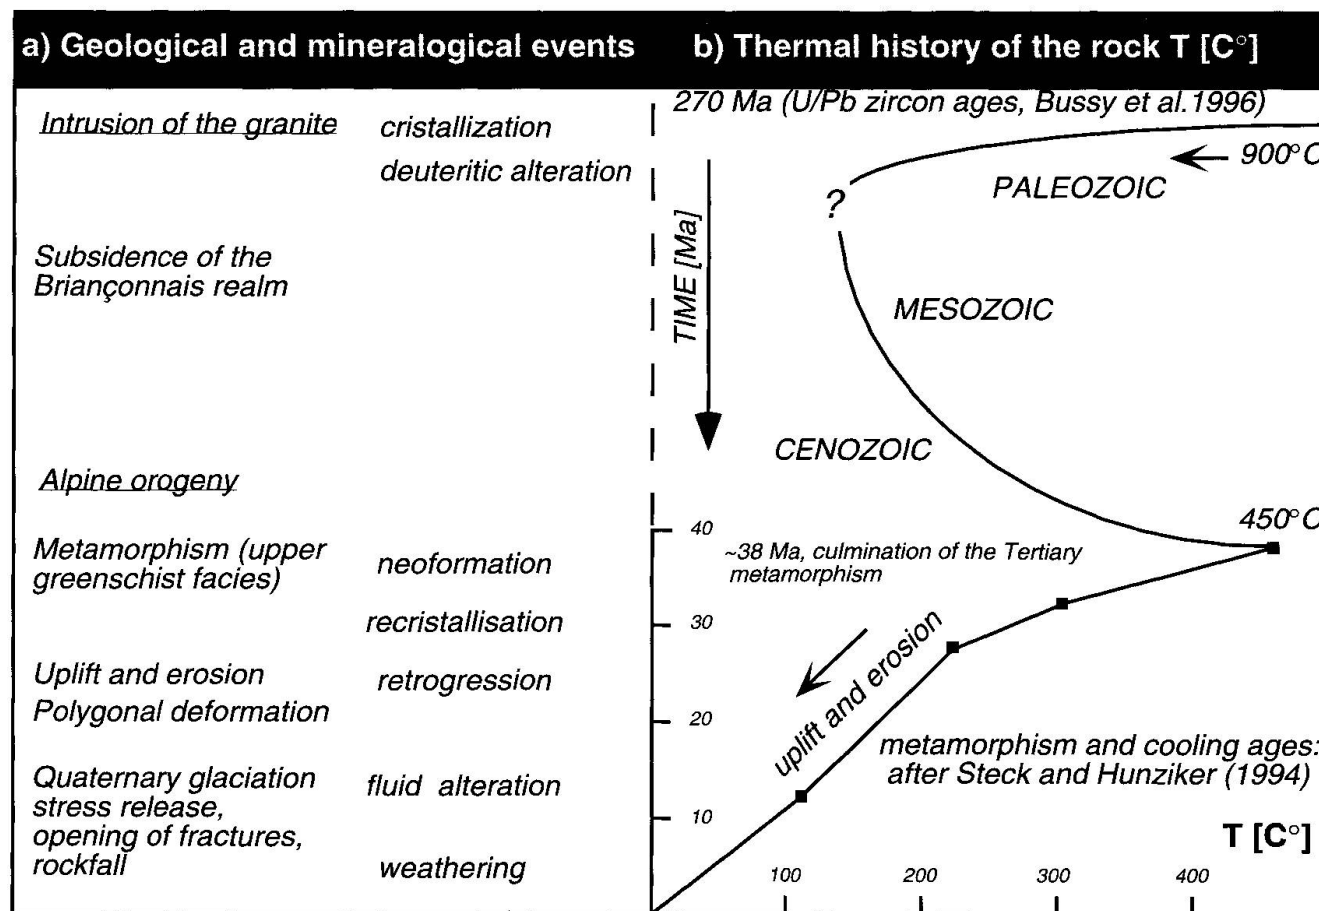 a) Geological and mineralogical events
b) Thermal history of the rock T [C°]
270 Ma (U/Pb zircon ages, Bussy et al.1996)
Intrusion of the granite
cristallization
deuteritic alteration
900°C
PALEOZOIC
?
TIME [Ma]
Subsidence of the
Briançonnais realm
MESOZOIC
CENOZOIC
Alpine orogeny
450°C
40
Metamorphism (upper
greenschist facies)
neoformation
~38 Ma, culmination of the Tertiary
metamorphism
recristallisation
30
uplift and erosion
Uplift and erosion
retrogression
Polygonal deformation
20
metamorphism and cooling ages:
after Steck and Hunziker (1994)
Quaternary glaciation
stress release,
opening of fractures,
rockfall
fluid alteration
weathering
10
T [C°]
100
200
300
400